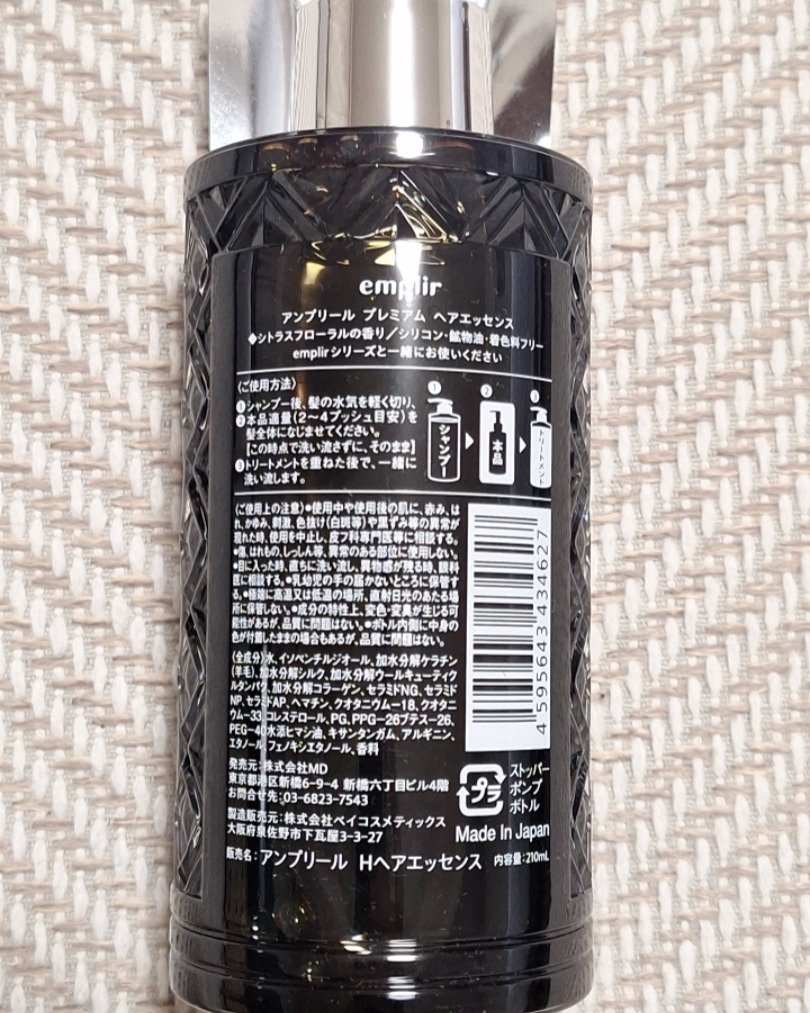 emplir
アンプリール プレミアム ヘアエッセンス
◆シトラスフローラルの香り／シリコン・鉱物油・着色料フリー
emplirシリーズと一緒にお使いください
〈ご使用方法〉
①シャンプー後、髪の水気を軽く切り、
②本品適量(2〜4プッシュ目安)を
髪全体になじませてください。
【この時点で洗い流さずに、そのまま】
③トリートメントを重ねた後で、一緒に
洗い流します。
① ② ③
シャンプー
本品
トリートメント
〈ご使用上の注意〉●使用中や使用後の肌に、赤み、は
れ、かゆみ、刺激、色抜け(白斑等)や黒ずみ等の異常が
現れた時、使用を中止し、皮フ科専門医等に相談する。
●傷、はれもの、しっしん等、異常のある部位に使用しない。
●目に入った時、直ちに洗い流し、異物感が残る時、眼科
医に相談する。●乳幼児の手の届かないところに保管す
る。●極端に高温又は低温の場所、直射日光のあたる場
所に保管しない。●成分の特性上、変色・変臭が生じる可
能性があるが、品質に問題はない。●ボトル内側に中身の
色が付着したままの場合もあるが、品質に問題はない。
〈全成分〉水、イソペンチルジオール、加水分解ケラチン
(羊毛)、加水分解シルク、加水分解ウールキューティク
ルタンパク、加水分解コラーゲン、セラミドNG、セラミド
NP、セラミドAP、ヘマチン、クオタニウム－18、クオタニ
ウム－33、コレステロール、PG、PPG-26ブテス-26、
PEG-40水添ヒマシ油、キサンタンガム、アルギニン、
エタノール、フェノキシエタノール、香料
4 595643 434627
発売元：株式会社MD
東京都港区新橋6-9-4 新橋六丁目ビル4階
お問合せ先：03-6823-7543
製造販売元：株式会社ベイコスメティックス
大阪府泉佐野市下瓦屋3-3-27
プラ
ストッパー
ポンプ
ボトル
Made In Japan
販売名：アンプリール Hヘアエッセンス 内容量：210mL